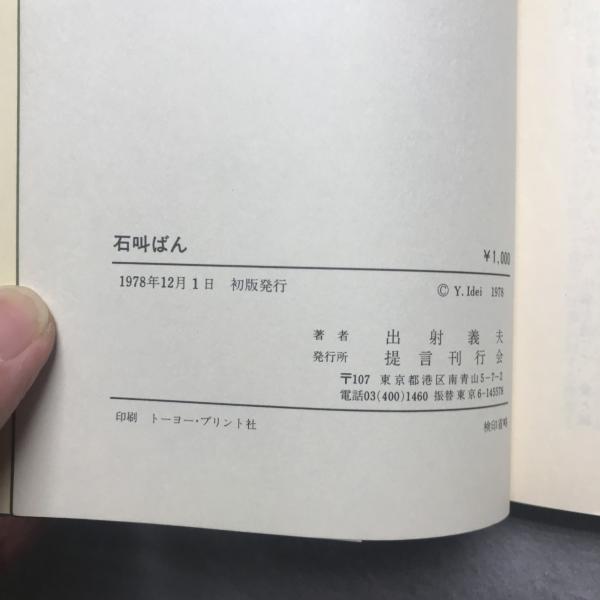 石叫ばん
¥1,000
1978年12月1日 初版発行
© Y. Idei 1978
著者 出射義夫
発行所 提言刊行会
〒107 東京都港区南青山5-7-2
電話03(400)1460 振替東京6-145578
印刷 トーヨー・プリント社
検印省略